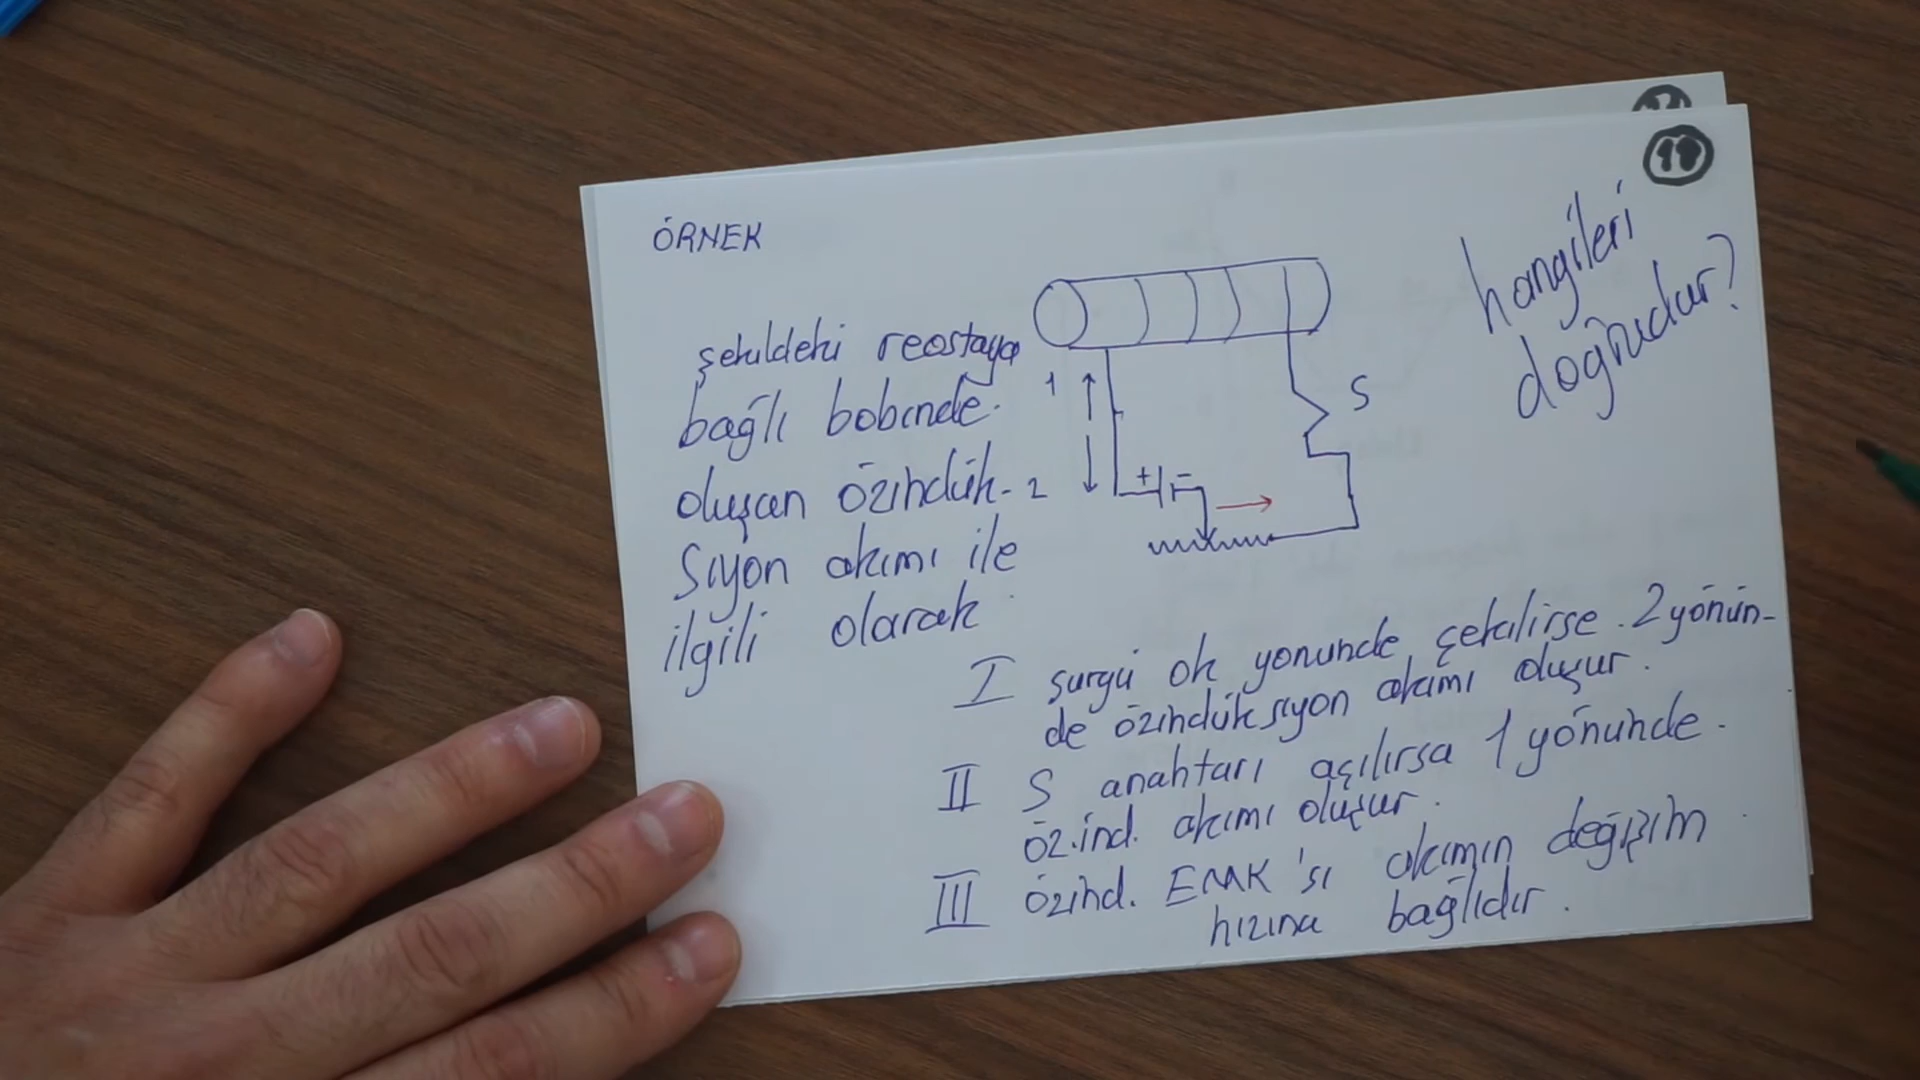 19
ÖRNEK
şekildeki reostaya
bağlı bobinde
oluşan özindük-
siyon akımı ile
ilgili olarak
1
2
+ -
S
hangileri
doğrudur?
I sürgü ok yönünde çekilirse 2 yönün-
de özindüksiyon akımı oluşur.
II S anahtarı açılırsa 1 yönünde
öz.ind. akımı oluşur.
III özind. EMK'sı akımın değişim
hızına bağlıdır.